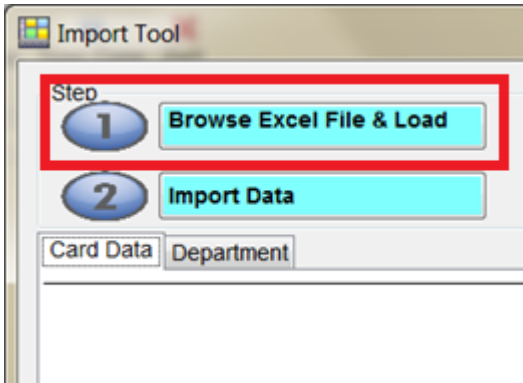 Import Tool
Step
1 Browse Excel File & Load
2 Import Data
Card Data Department